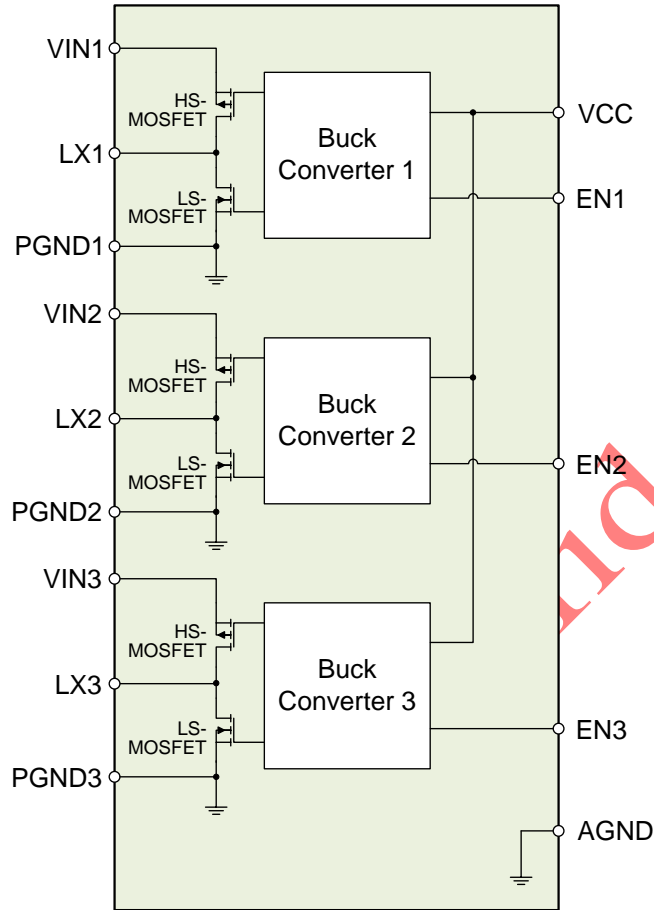 VIN1
HS-
MOSFET
LX1
LS-
MOSFET
PGND1
Buck
Converter 1
VCC
EN1
VIN2
HS-
MOSFET
LX2
LS-
MOSFET
PGND2
Buck
Converter 2
EN2
VIN3
HS-
MOSFET
LX3
LS-
MOSFET
PGND3
Buck
Converter 3
EN3
AGND